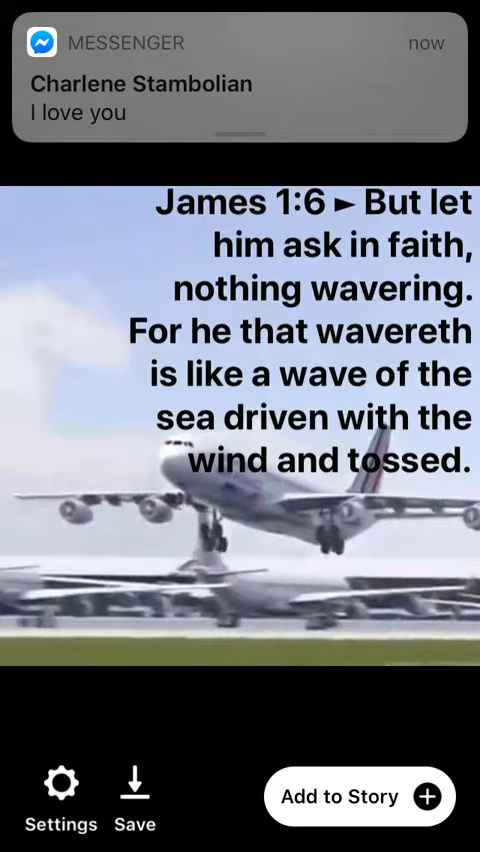 MESSENGER now
Charlene Stambolian
I love you
James 1:6 ► But let
him ask in faith,
nothing wavering.
For he that wavereth
is like a wave of the
sea driven with the
wind and tossed.
Settings Save Add to Story